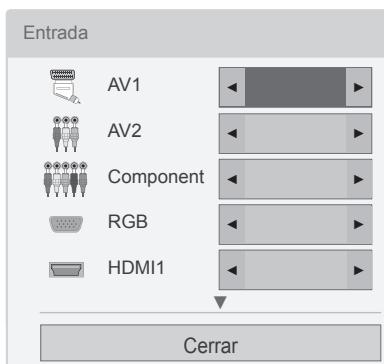 Entrada
AV1
AV2
Component
RGB
HDMI1
Cerrar